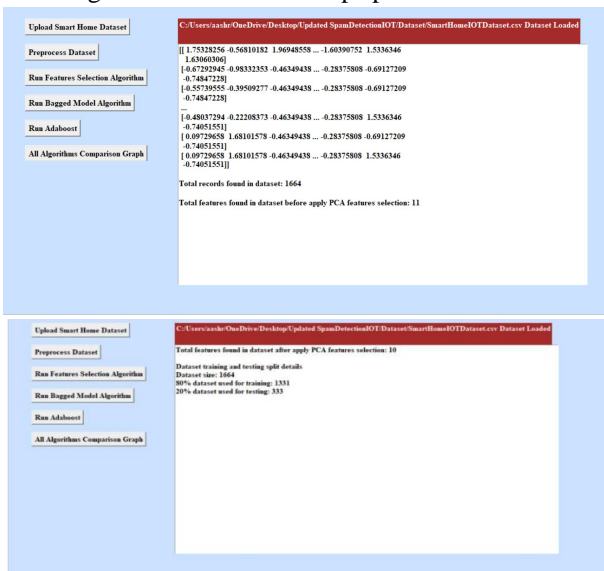 Upload Smart Home Dataset
Preprocess Dataset
Run Features Selection Algorithm
Run Bagged Model Algorithm
Run Adaboost
All Algorithms Comparison Graph
C:/Users/aashr/OneDrive/Desktop/Updated SpamDetectionIOT/Dataset/SmartHomeIOTDataset.csv Dataset Loaded
[[ 1.75328256 -0.56810182 1.96948558 ... -1.60390752 1.5336346
1.63060306]
[-0.67292945 -0.98332353 -0.46349438 ... -0.28375808 -0.69127209
-0.74847228]
[-0.55739555 -0.39509277 -0.46349438 ... -0.28375808 -0.69127209
-0.74847228]
...
[-0.48037294 -0.22208373 -0.46349438 ... -0.28375808 1.5336346
-0.74051551]
[ 0.09729658 1.68101578 -0.46349438 ... -0.28375808 -0.69127209
-0.74051551]
[ 0.09729658 1.68101578 -0.46349438 ... -0.28375808 1.5336346
-0.74051551]]
Total records found in dataset: 1664
Total features found in dataset before apply PCA features selection: 11
Upload Smart Home Dataset
Preprocess Dataset
Run Features Selection Algorithm
Run Bagged Model Algorithm
Run Adaboost
All Algorithms Comparison Graph
C:/Users/aashr/OneDrive/Desktop/Updated SpamDetectionIOT/Dataset/SmartHomeIOTDataset.csv Dataset Loaded
Total features found in dataset after apply PCA features selection: 10
Dataset training and testing split details
Dataset size: 1664
80% dataset used for training: 1331
20% dataset used for testing: 333